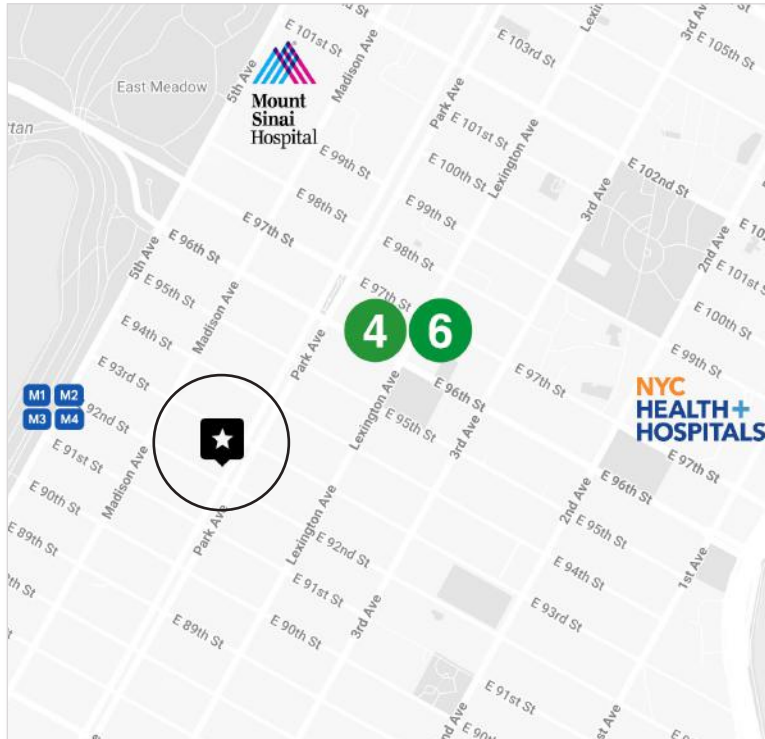 E 101st St
Madison Ave
5th Ave
East Meadow
Mount
Sinai
Hospital
Park Ave
E 103rd St
3rd Ave
E 105th St
E 101st St
Lexington Ave
E 99th St
E 100th St
E 102nd St
E 98th St
E 99th St
3rd Ave
E 97th St
E 98th St
2nd Ave
E 96th St
5th Ave
E 101st St
E 95th St
Madison Ave
E 97th St
E 100th St
E 94th St
Park Ave
4 6
E 99th St
E 93rd St
Lexington Ave
E 96th St
E 97th St
M1 M2
M3 M4
E 92nd St
E 95th St
3rd Ave
NYC
HEALTH+
HOSPITALS
E 91st St
Madison Ave
E 97th St
E 90th St
2nd Ave
E 96th St
E 89th St
Park Ave
Lexington Ave
E 92nd St
E 95th St
E 94th St
1st Ave
E 91st St
E 93rd St
E 89th St
E 90th St
3rd Ave
E 91st St